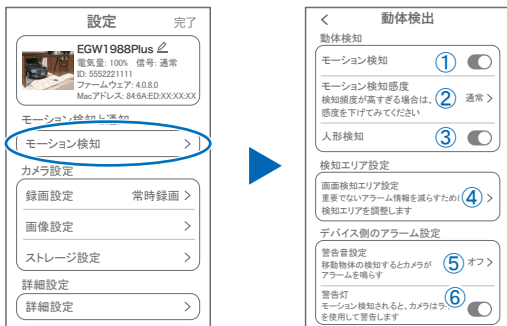 設定
完了
EGW1988Plus
電気量: 100% 信号: 通常
ID: 5552221111
ファームウェア: 4.0.8.0
Macアドレス: 84:6A:ED:XX:XX:XX
モーション検知と通知
モーション検知 >
カメラ設定
録画設定 常時録画 >
画像設定 >
ストレージ設定 >
詳細設定
詳細設定 >
< 動体検出
動体検知
モーション検知 ①
モーション検知感度
検知頻度が高すぎる場合は、 ② 通常 >
感度を下げてみてください
人形検知 ③
検知エリア設定
画面検知エリア設定
重要でないアラーム情報を減らすため ④ >
検知エリアを調整します
デバイス側のアラーム設定
警告音設定
移動物体の検知するとカメラが ⑤ オフ >
アラームを鳴らす
警告灯 ⑥
モーション検知されると、カメラは
を使用して警告します